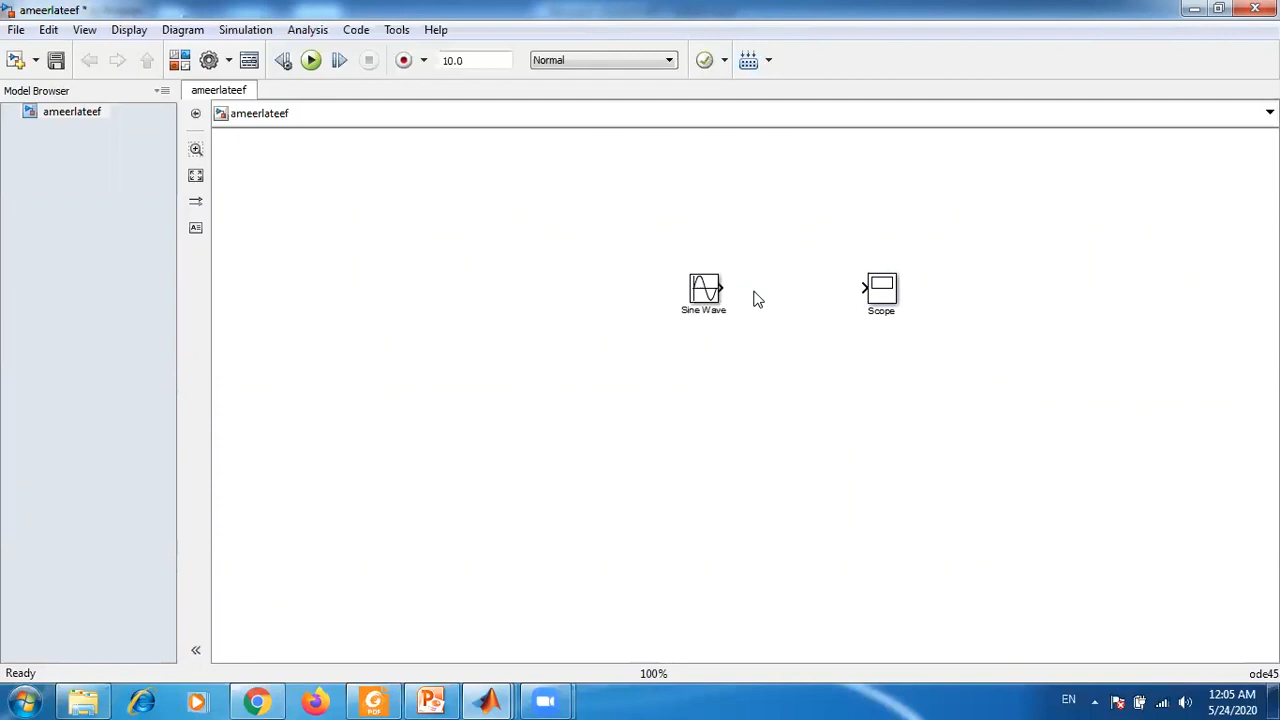 ameerlateef *
File Edit View Display Diagram Simulation Analysis Code Tools Help
10.0 Normal
Model Browser ameerlateef
ameerlateef ameerlateef
Sine Wave Scope
Ready 100% ode45
EN 12:05 AM
5/24/2020